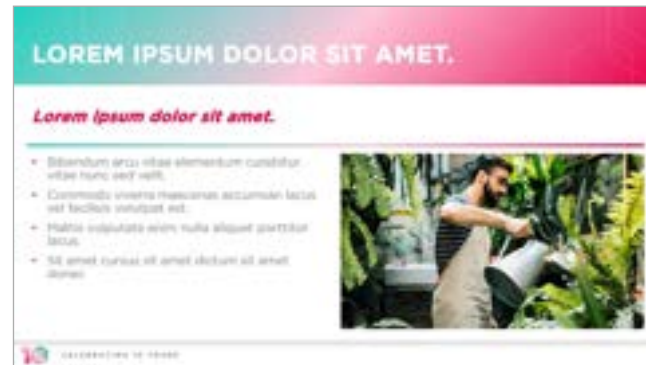 LOREM IPSUM DOLOR SIT AMET.
Lorem ipsum dolor sit amet.
• Bibendum arcu vitae elementum curabitur
vitae nunc sed velit.
• Commodo viverra maecenas accumsan lacus
vel facilisis volutpat est.
• Mattis vulputate enim nulla aliquet porttitor
lacus.
• Sit amet cursus sit amet dictum sit amet
donec.
10 CELEBRATING 10 YEARS